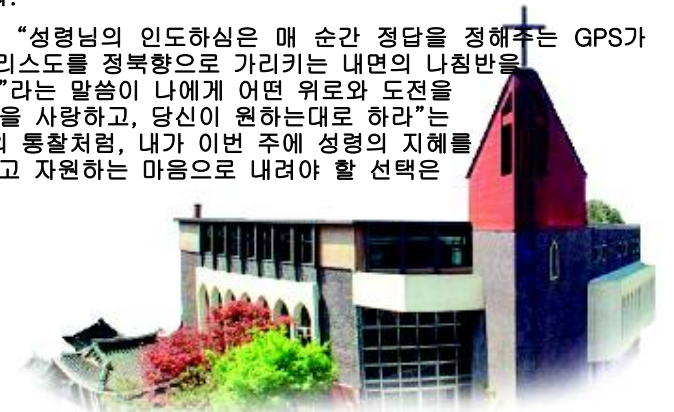 “성령님의 인도하심은 매 순간 정답을 정해주는 GPS가
리스도를 정북향으로 가리키는 내면의 나침반을
”라는 말씀이 나에게 어떤 위로와 도전을
을 사랑하고, 당신이 원하는대로 하라”는
통찰처럼, 내가 이번 주에 성령의 지혜를
고 자원하는 마음으로 내려야 할 선택은